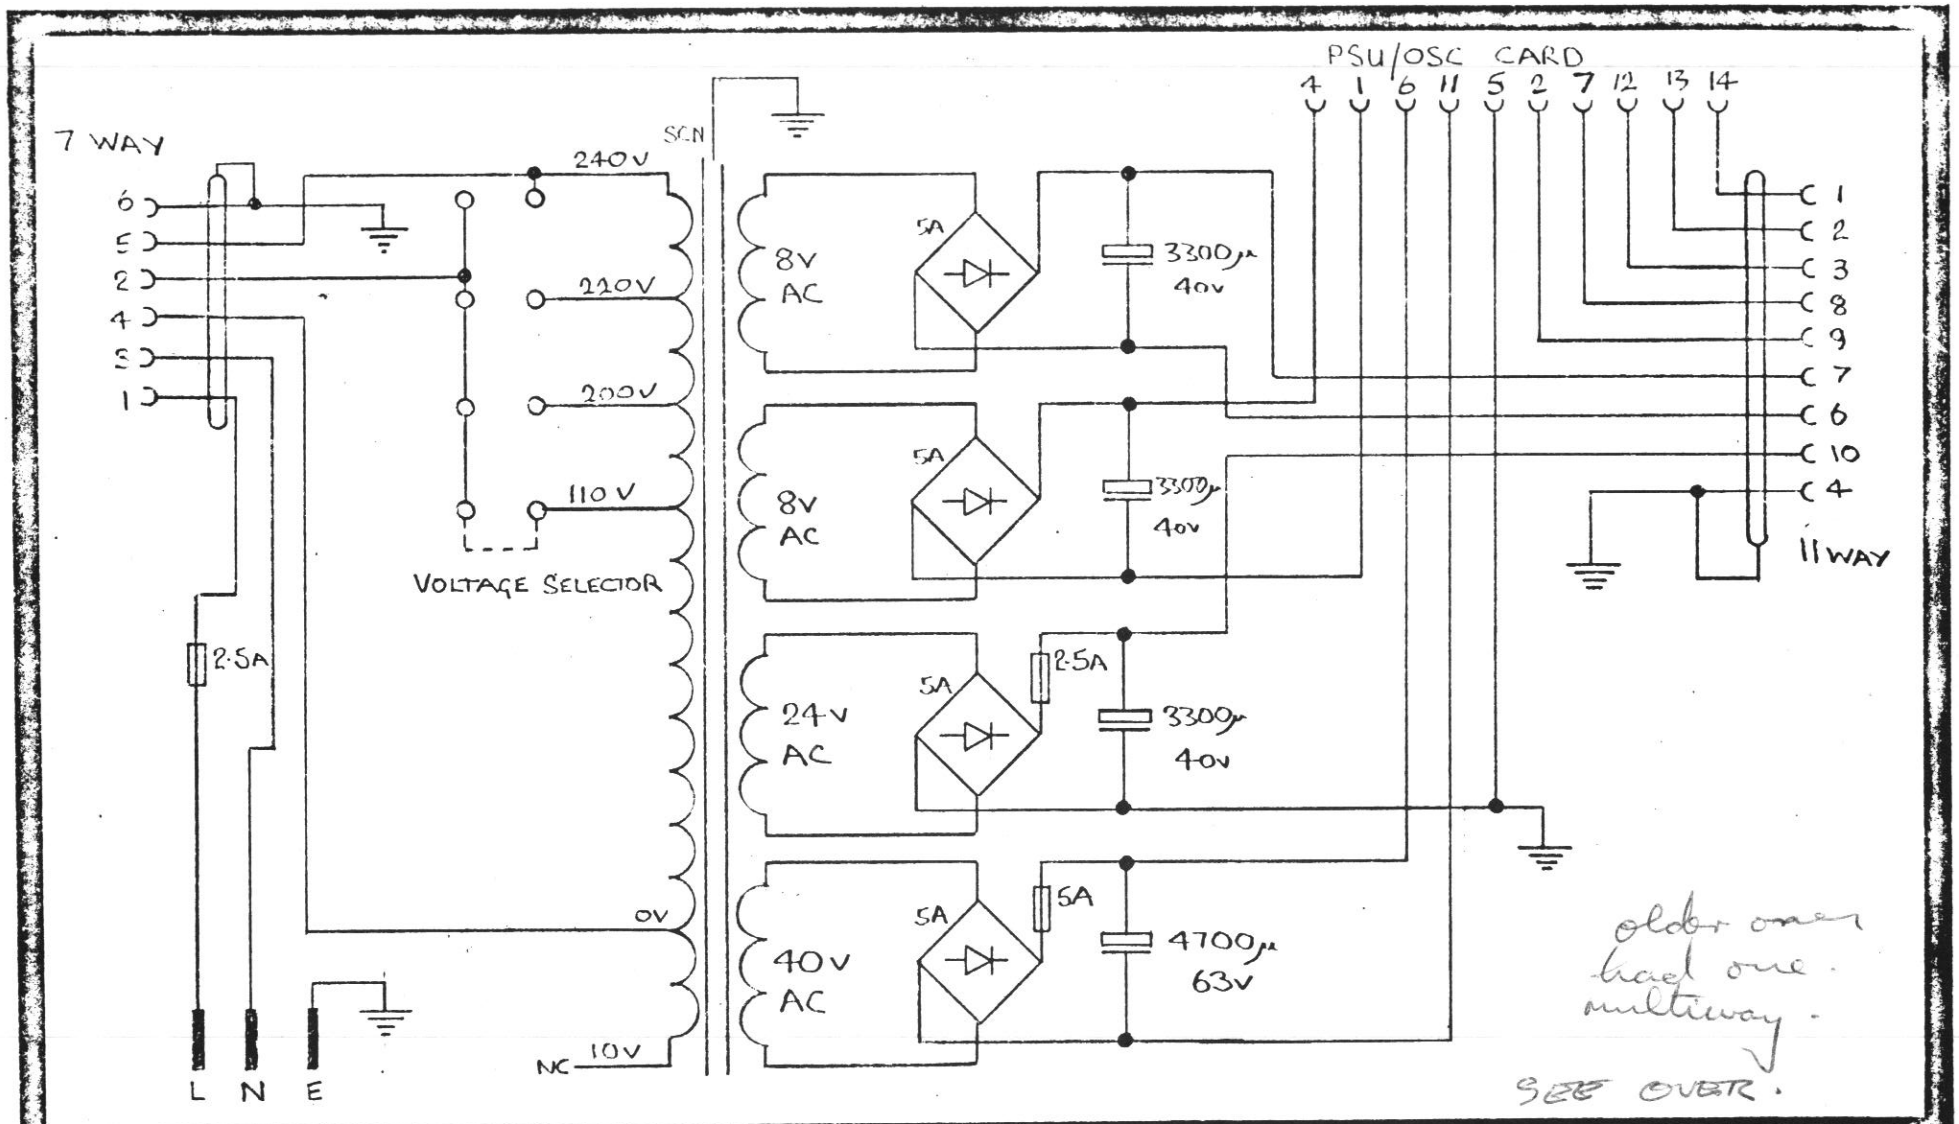 PSU/OSC CARD
4 1 6 11 5 2 7 12 13 14
7 WAY
SCN
240V
6
5
2
4
3
1
220V
200V
110V
VOLTAGE SELECTOR
2.5A
0V
NC 10V
L N E
8V
AC
5A
3300µ
40V
8V
AC
5A
3300µ
40V
24V
AC
5A
2.5A
3300µ
40V
40V
AC
5A
5A
4700µ
63V
1
2
3
8
9
7
6
10
4
11 WAY
older ones
had one
multiway.
SEE OVER.